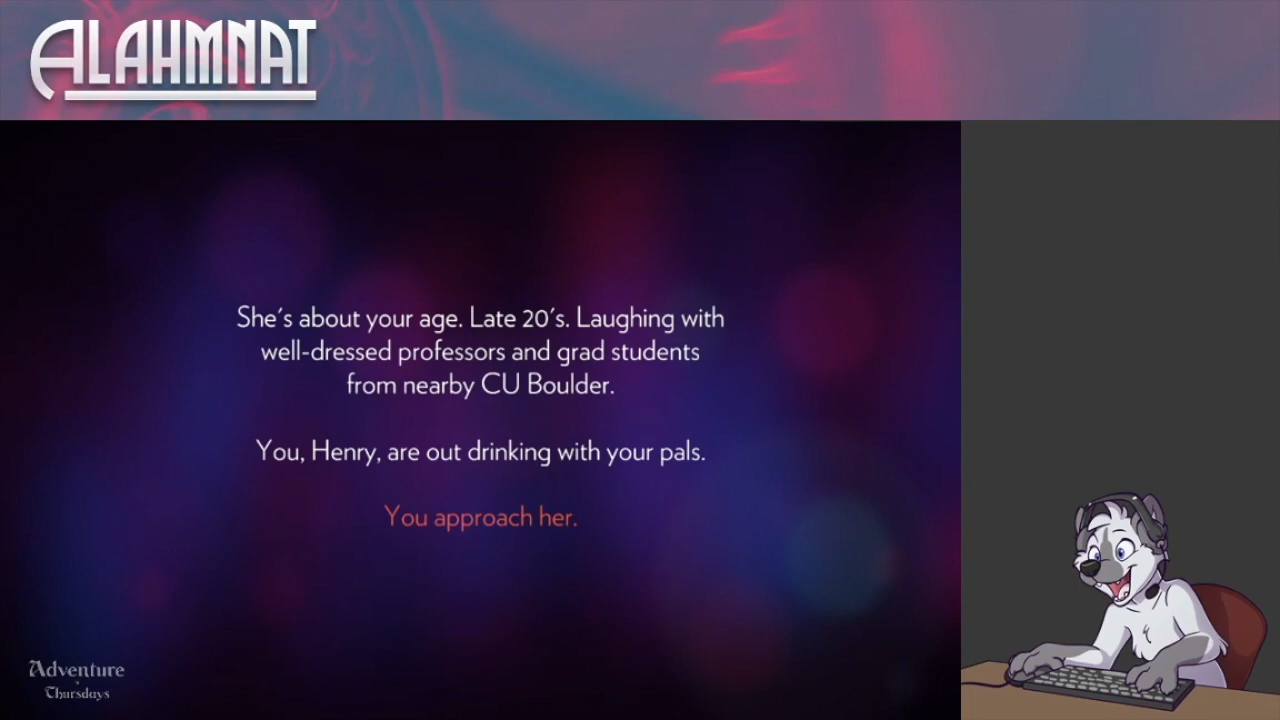 ALAHMNAT
She's about your age. Late 20's. Laughing with
well-dressed professors and grad students
from nearby CU Boulder.
You, Henry, are out drinking with your pals.
You approach her.
Adventure
Thursdays